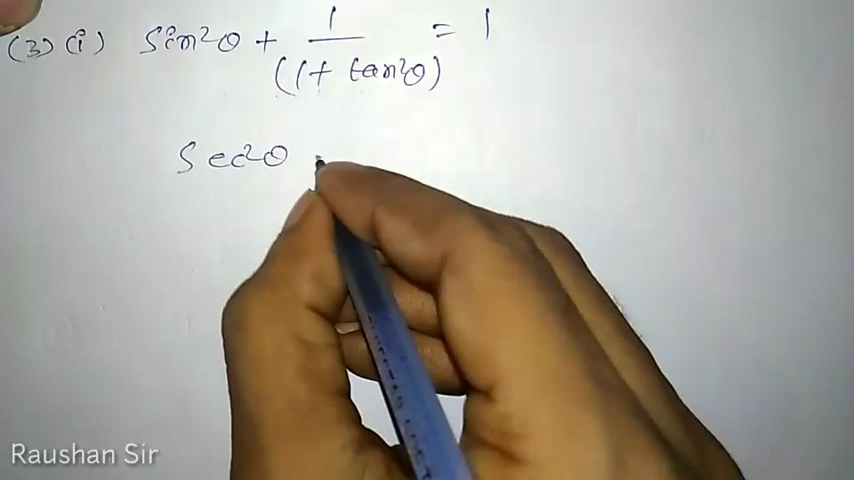 (3) (i) sin²θ + 1/(1 + tan²θ) = 1
sec²θ -
Raushan Sir